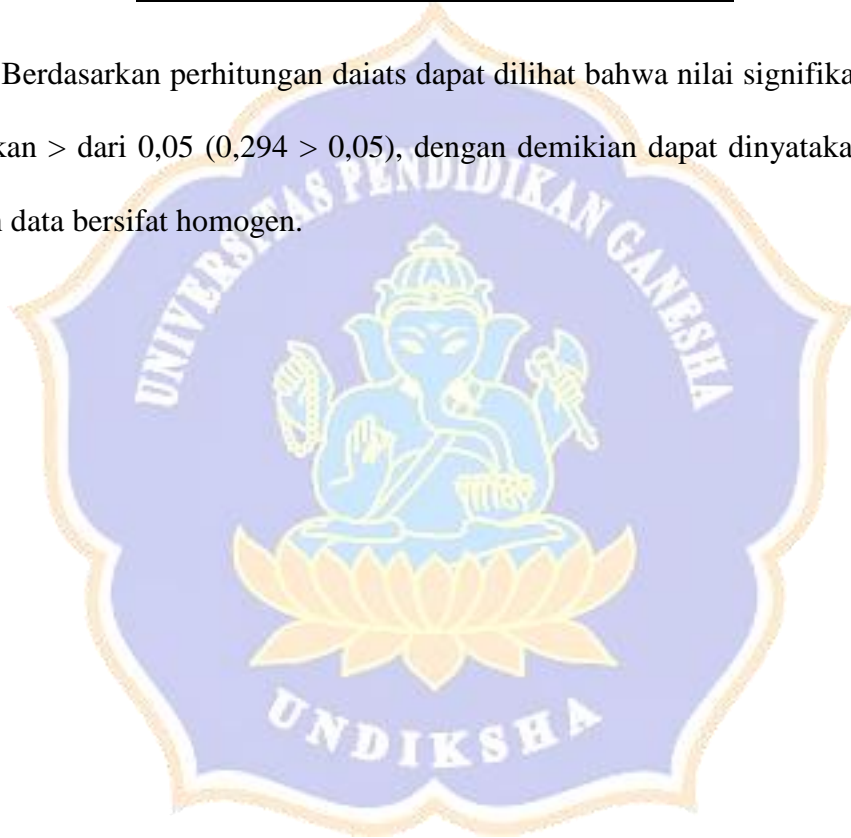 Berdasarkan perhitungan daiats dapat dilihat bahwa nilai signifika
kan > dari 0,05 (0,294 > 0,05), dengan demikian dapat dinyataka
data bersifat homogen.
UNIVERSITAS PENDIDIKAN GANESHA
UNDIKSHA